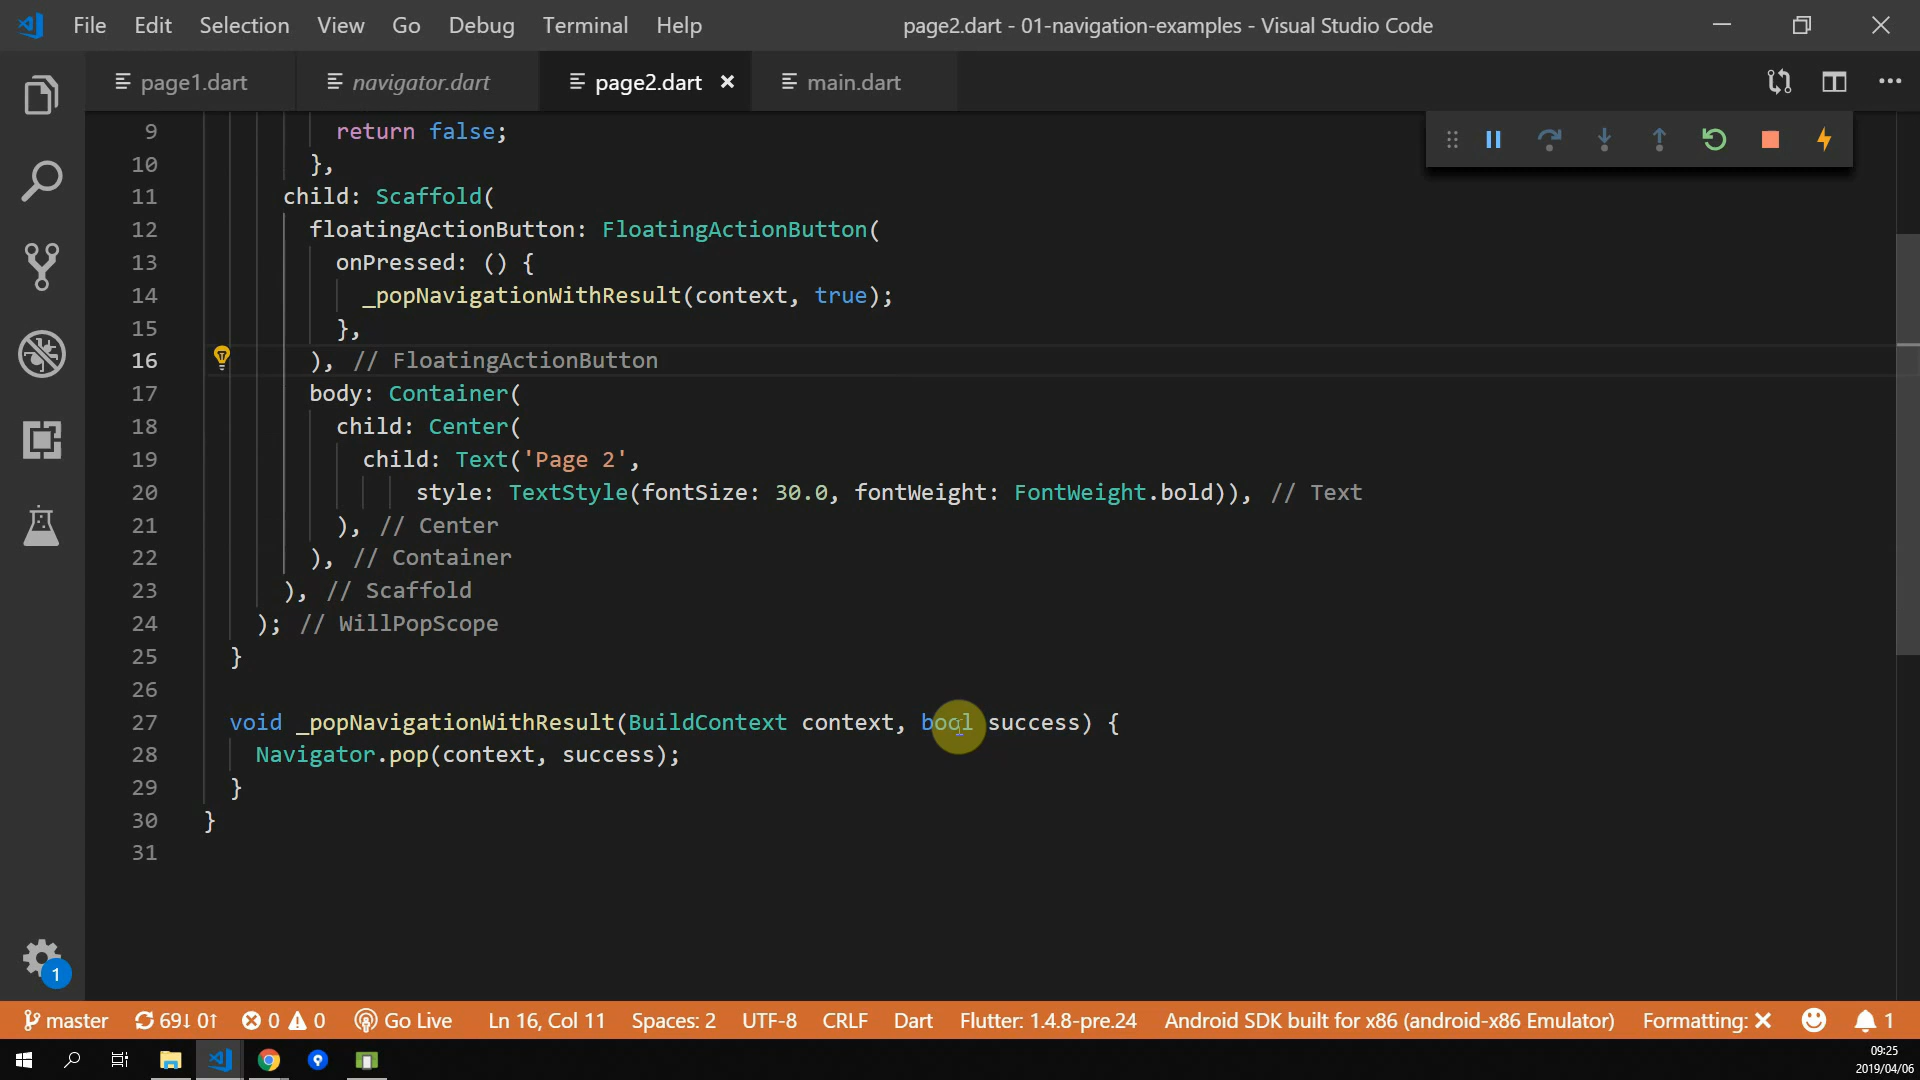 File Edit Selection View Go Debug Terminal Help page2.dart - 01-navigation-examples - Visual Studio Code
page1.dart navigator.dart page2.dart main.dart
9 return false;
10 },
11 child: Scaffold(
12 floatingActionButton: FloatingActionButton(
13 onPressed: () {
14 _popNavigationWithResult(context, true);
15 },
16 ), // FloatingActionButton
17 body: Container(
18 child: Center(
19 child: Text('Page 2',
20 style: TextStyle(fontSize: 30.0, fontWeight: FontWeight.bold)), // Text
21 ), // Center
22 ), // Container
23 ), // Scaffold
24 ); // WillPopScope
25 }
26
27 void _popNavigationWithResult(BuildContext context, bool success) {
28 Navigator.pop(context, success);
29 }
30 }
31
1
master 69↓ 0↑ 0 0 Go Live Ln 16, Col 11 Spaces: 2 UTF-8 CRLF Dart Flutter: 1.4.8-pre.24 Android SDK built for x86 (android-x86 Emulator) Formatting: 1
09:25
2019/04/06